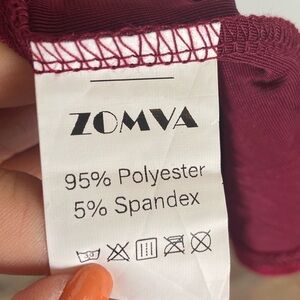 ZOMVA
95% Polyester
5% Spandex